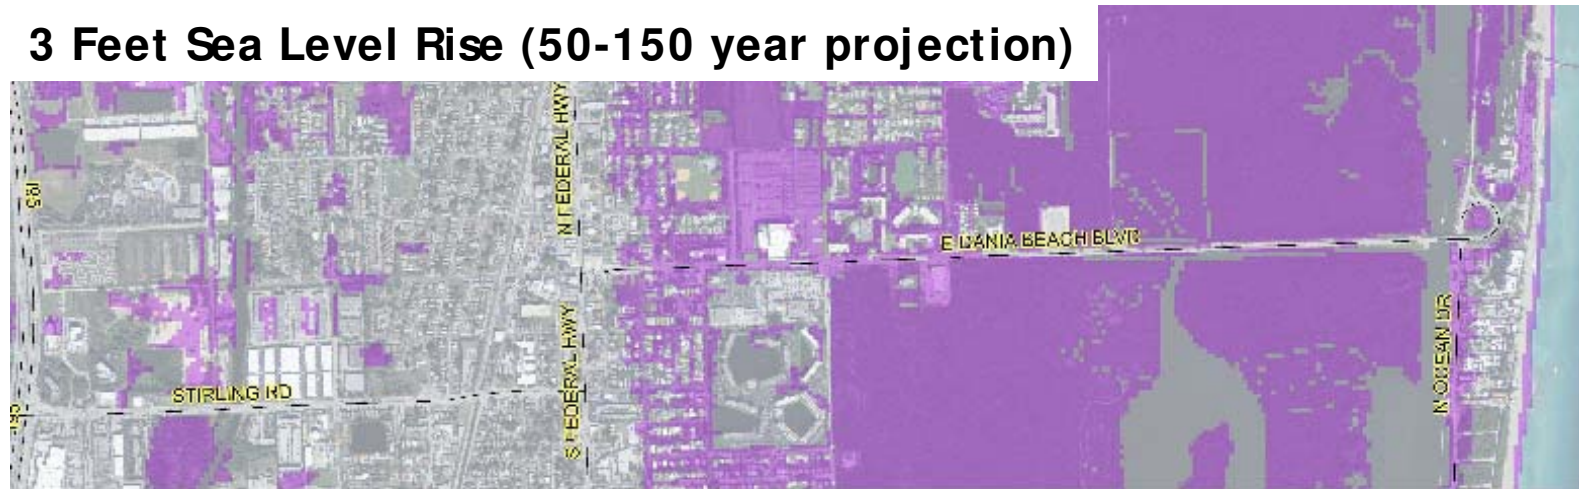 3 Feet Sea Level Rise (50-150 year projection)
N FEDERAL HWY
I95
E DANIA BEACH BLVD
N OCEAN DR
S FEDERAL HWY
STIRLING RD